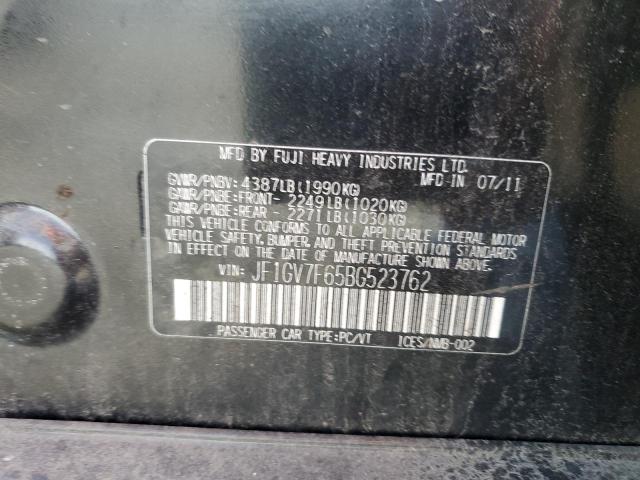 MFD BY FUJI HEAVY INDUSTRIES LTD.
MFD IN 07/11
GVWR/PNBV: 4387LB(1990KG)
GAWR/PNBE:FRONT- 2249LB(1020KG)
GAWR/PNBE:REAR - 2271LB(1030KG)
THIS VEHICLE CONFORMS TO ALL APPLICABLE FEDERAL MOTOR
VEHICLE SAFETY, BUMPER, AND THEFT PREVENTION STANDARDS
IN EFFECT ON THE DATE OF MANUFACTURE SHOWN ABOVE.
VIN: JF1GV7F65BG523762
PASSENGER CAR TYPE:PC/VT ICES/NMB-002